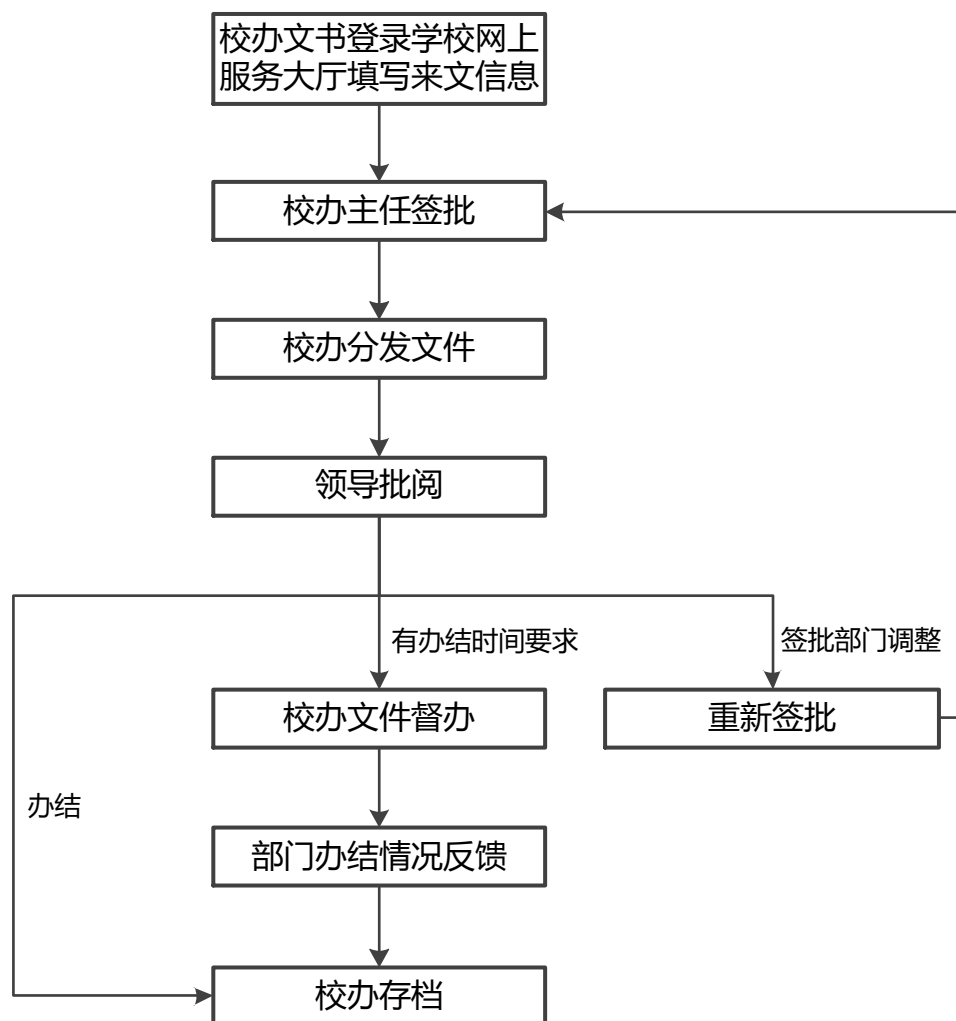 校办文书登录学校网上
服务大厅填写来文信息
校办主任签批
校办分发文件
领导批阅
有办结时间要求
签批部门调整
校办文件督办
重新签批
办结
部门办结情况反馈
校办存档